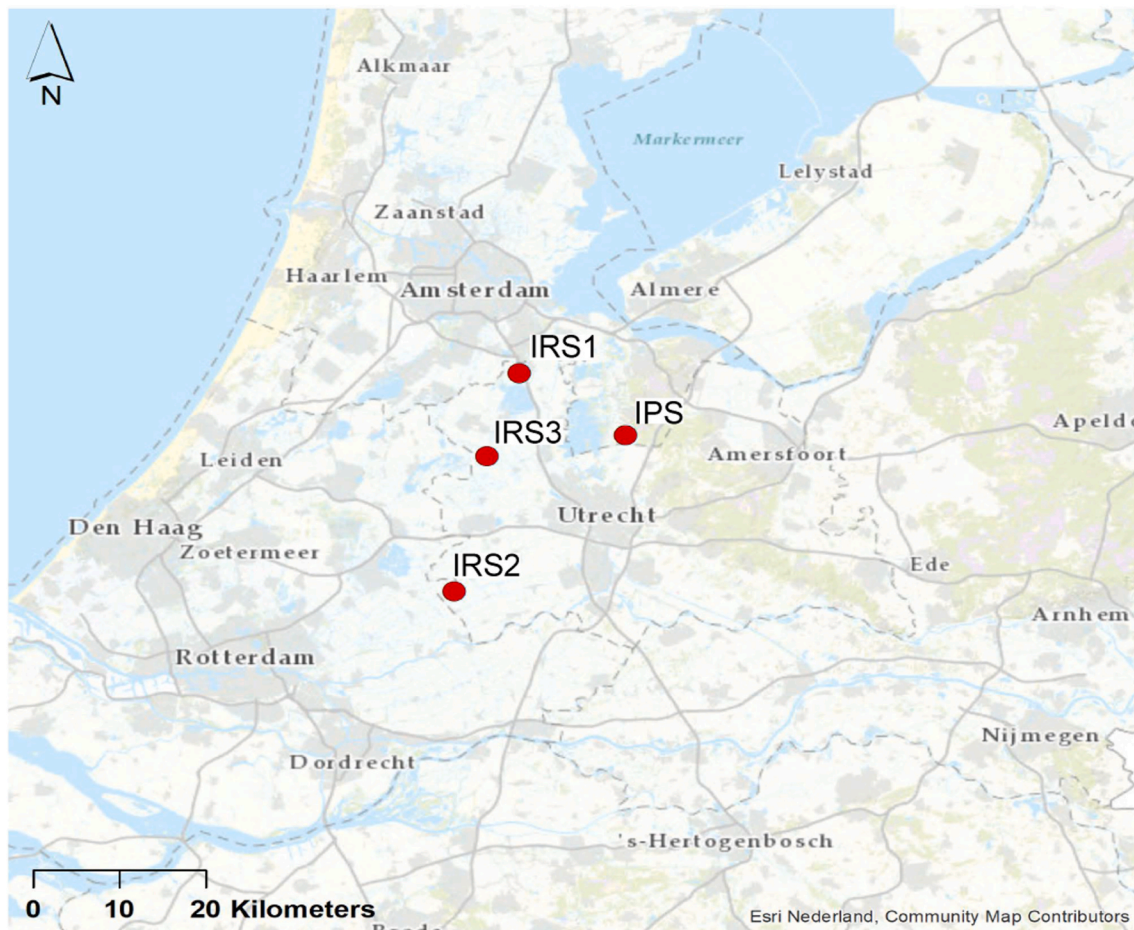 Alkmaar
N
Markermeer
Lelystad
Zaanstad
Haarlem
Amsterdam
Almere
IRS1
IPS
IRS3
Apeldo
Leiden
Amersfoort
Den Haag
Utrecht
Zoetermeer
IRS2
Ede
Arnhem
Rotterdam
Nijmegen
Dordrecht
's-Hertogenbosch
0 10 20 Kilometers
Esri Nederland, Community Map Contributors